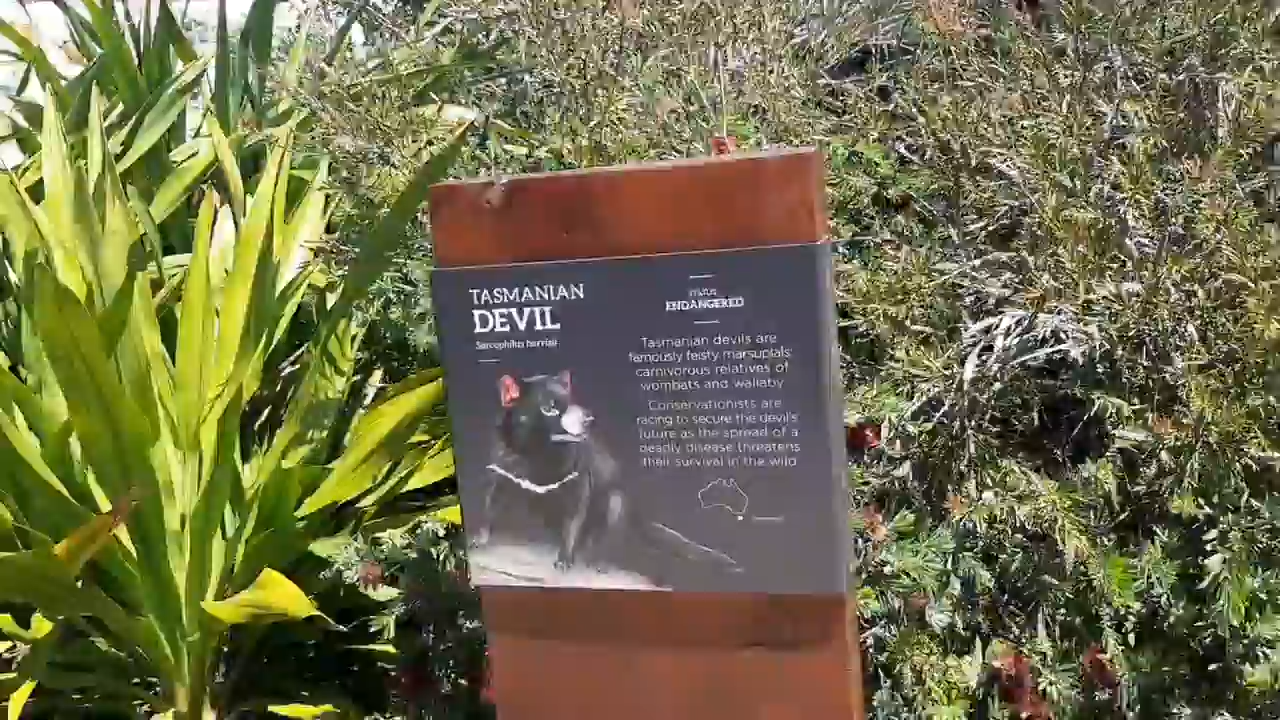 TASMANIAN
DEVIL
Sarcophilus harrisii
STATUS
ENDANGERED
Tasmanian devils are
famously feisty marsupials:
carnivorous relatives of
wombats and wallaby
Conservationists are
racing to secure the devil's
future as the spread of a
deadly disease threatens
their survival in the wild